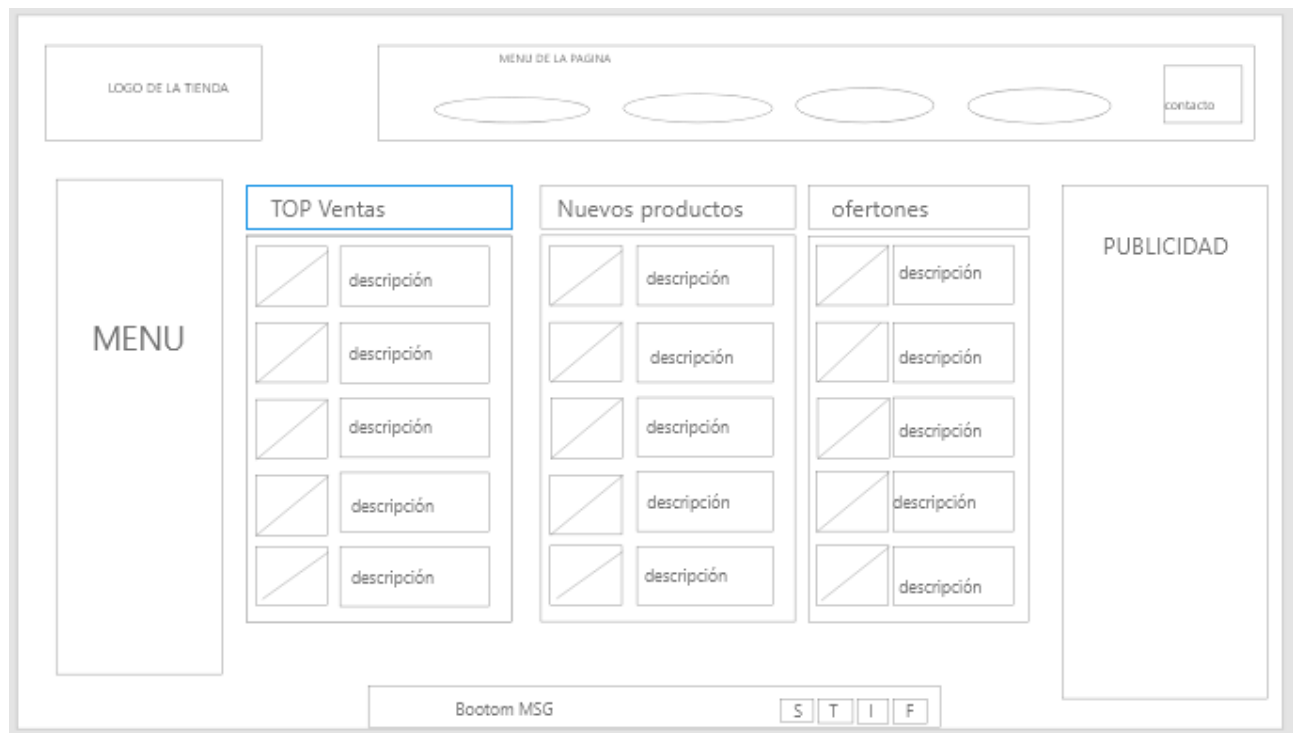 LOGO DE LA TIENDA
MENU DE LA PAGINA
contacto
MENU
TOP Ventas
descripción
descripción
descripción
descripción
descripción
Nuevos productos
descripción
descripción
descripción
descripción
descripción
ofertones
descripción
descripción
descripción
descripción
descripción
PUBLICIDAD
Bootom MSG
S T I F